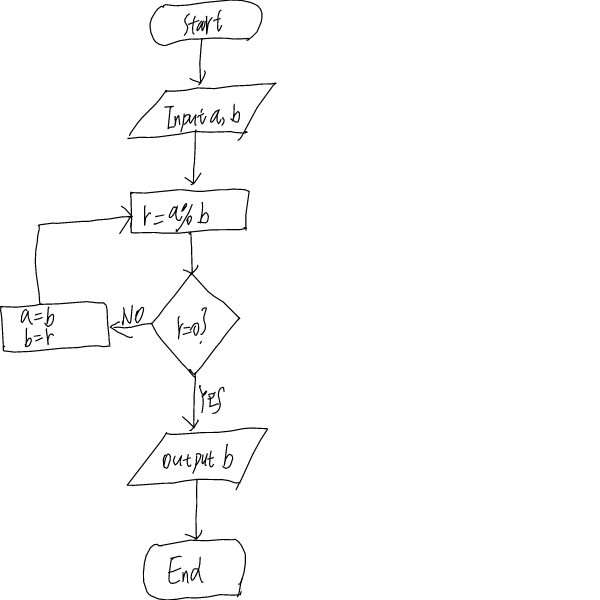 Start
Input a, b
r=a%b
r=0?
NO
a=b
b=r
YES
output b
End